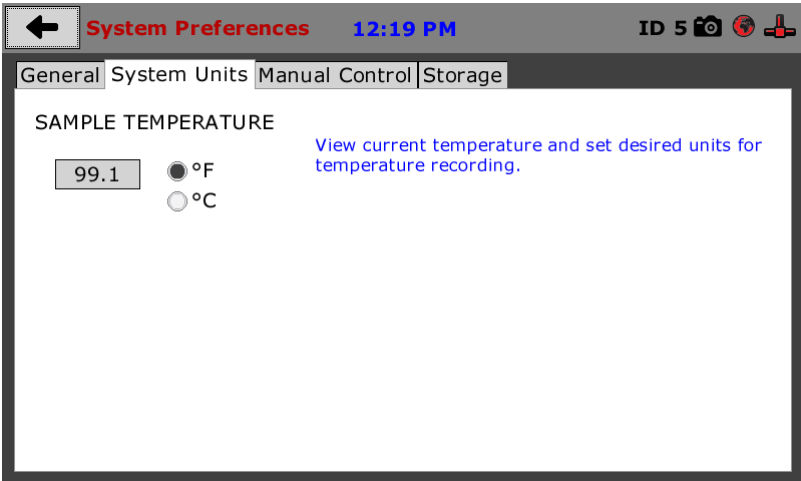 System Preferences 12:19 PM ID 5
General System Units Manual Control Storage
SAMPLE TEMPERATURE
View current temperature and set desired units for
temperature recording.
99.1 °F
°C